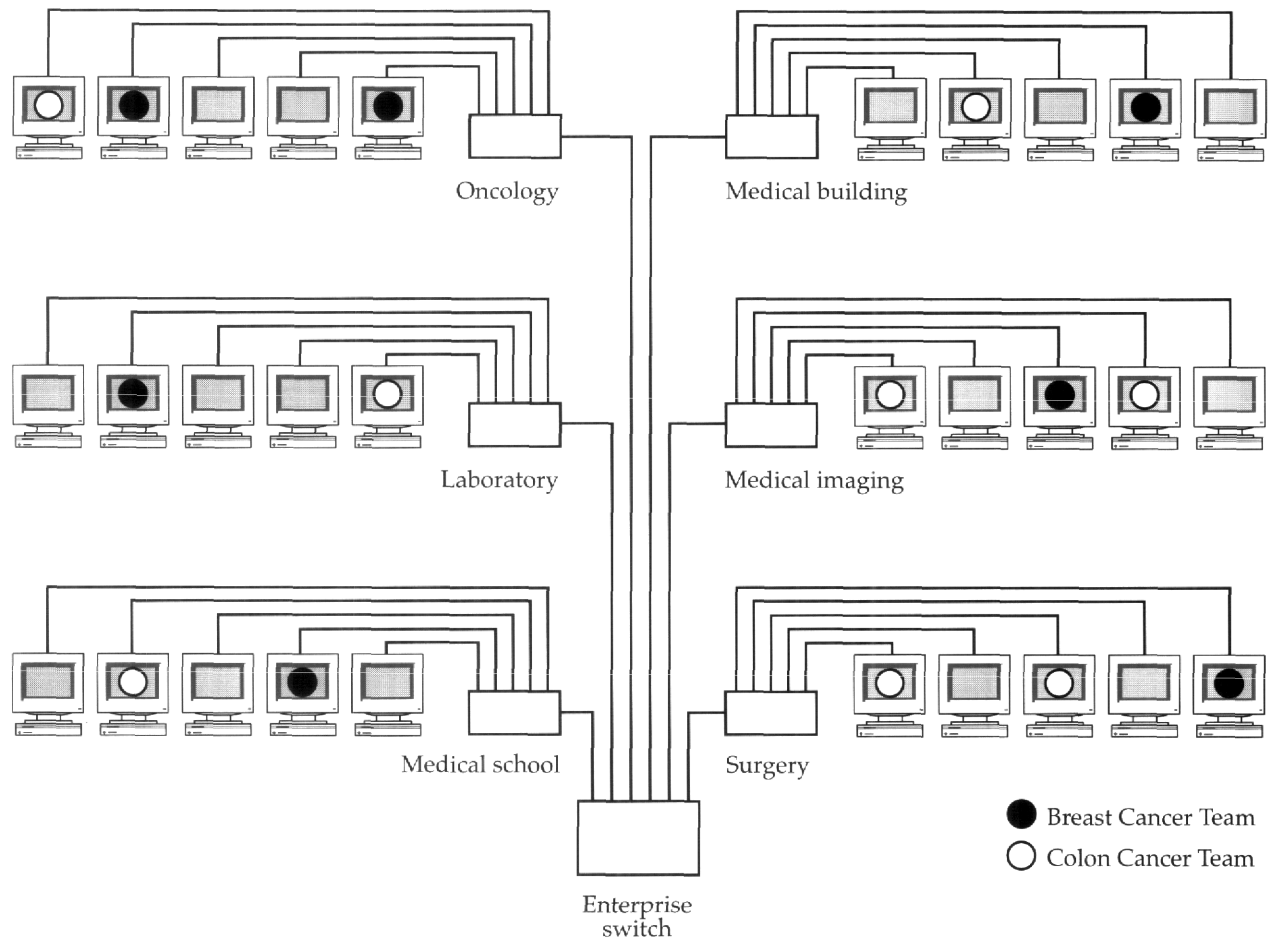 Oncology
Medical building
Laboratory
Medical imaging
Medical school
Surgery
Breast Cancer Team
Colon Cancer Team
Enterprise
switch